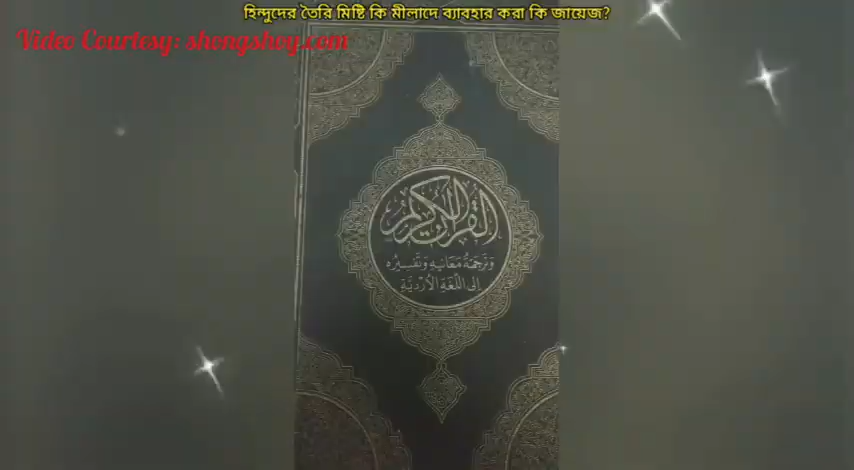 হিন্দুদের তৈরি মিষ্টি কি মীলাদে ব্যাবহার করা কি জায়েজ?
Video Courtesy: shongshoy.com
القرآن الكريم
وترجمة معانيه وتفسيره
إلى اللغة الأردية